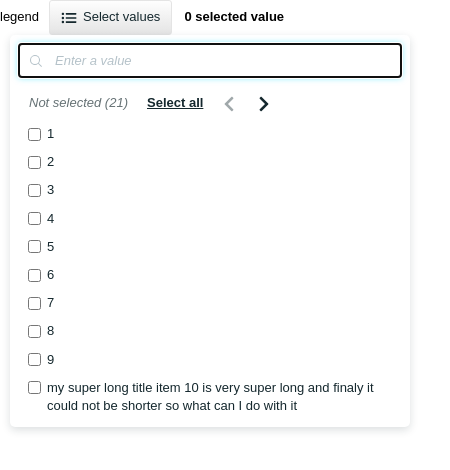 legend Select values 0 selected value
Enter a value
Not selected (21) Select all
1
2
3
4
5
6
7
8
9
my super long title item 10 is very super long and finaly it
could not be shorter so what can I do with it